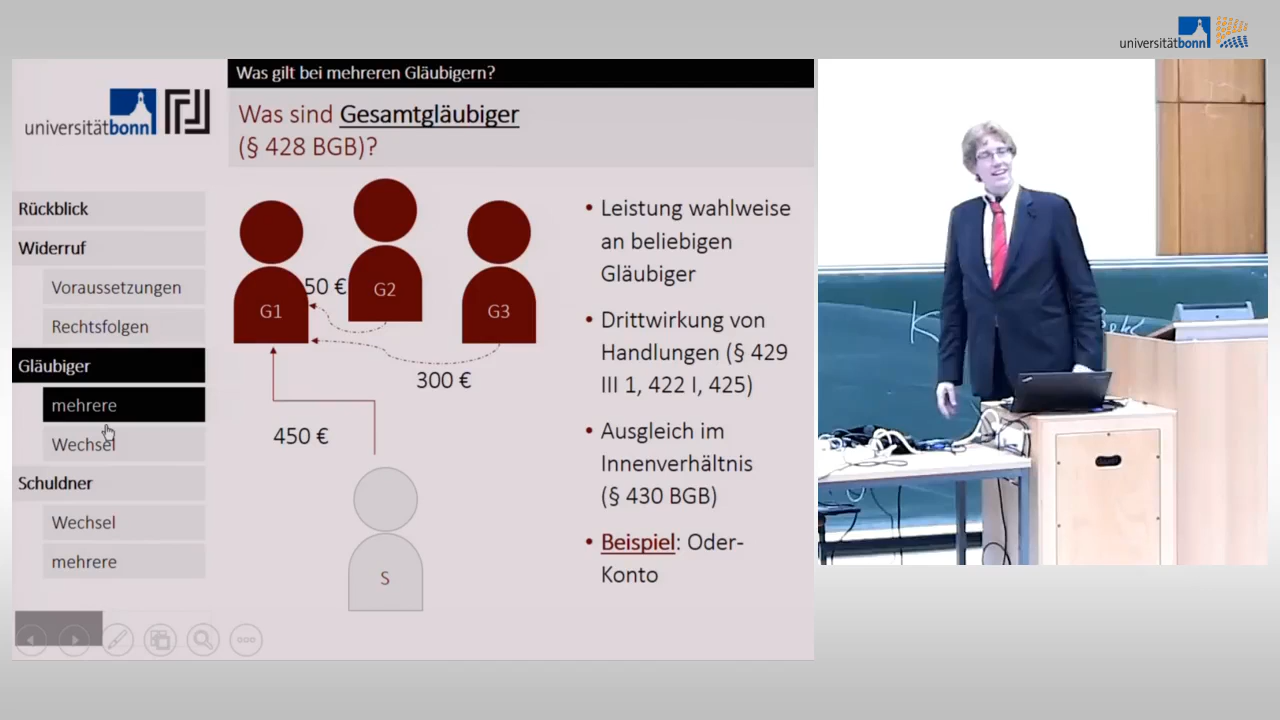 universitätbonn
Was gilt bei mehreren Gläubigern?
universitätbonn
Was sind Gesamtgläubiger
(§ 428 BGB)?
Rückblick
Widerruf
Voraussetzungen
Rechtsfolgen
Gläubiger
mehrere
Wechsel
Schuldner
Wechsel
mehrere
G1
50 €
G2
G3
300 €
450 €
S
• Leistung wahlweise
an beliebigen
Gläubiger
• Drittwirkung von
Handlungen (§ 429
III 1, 422 I, 425)
• Ausgleich im
Innenverhältnis
(§ 430 BGB)
• Beispiel: Oder-
Konto